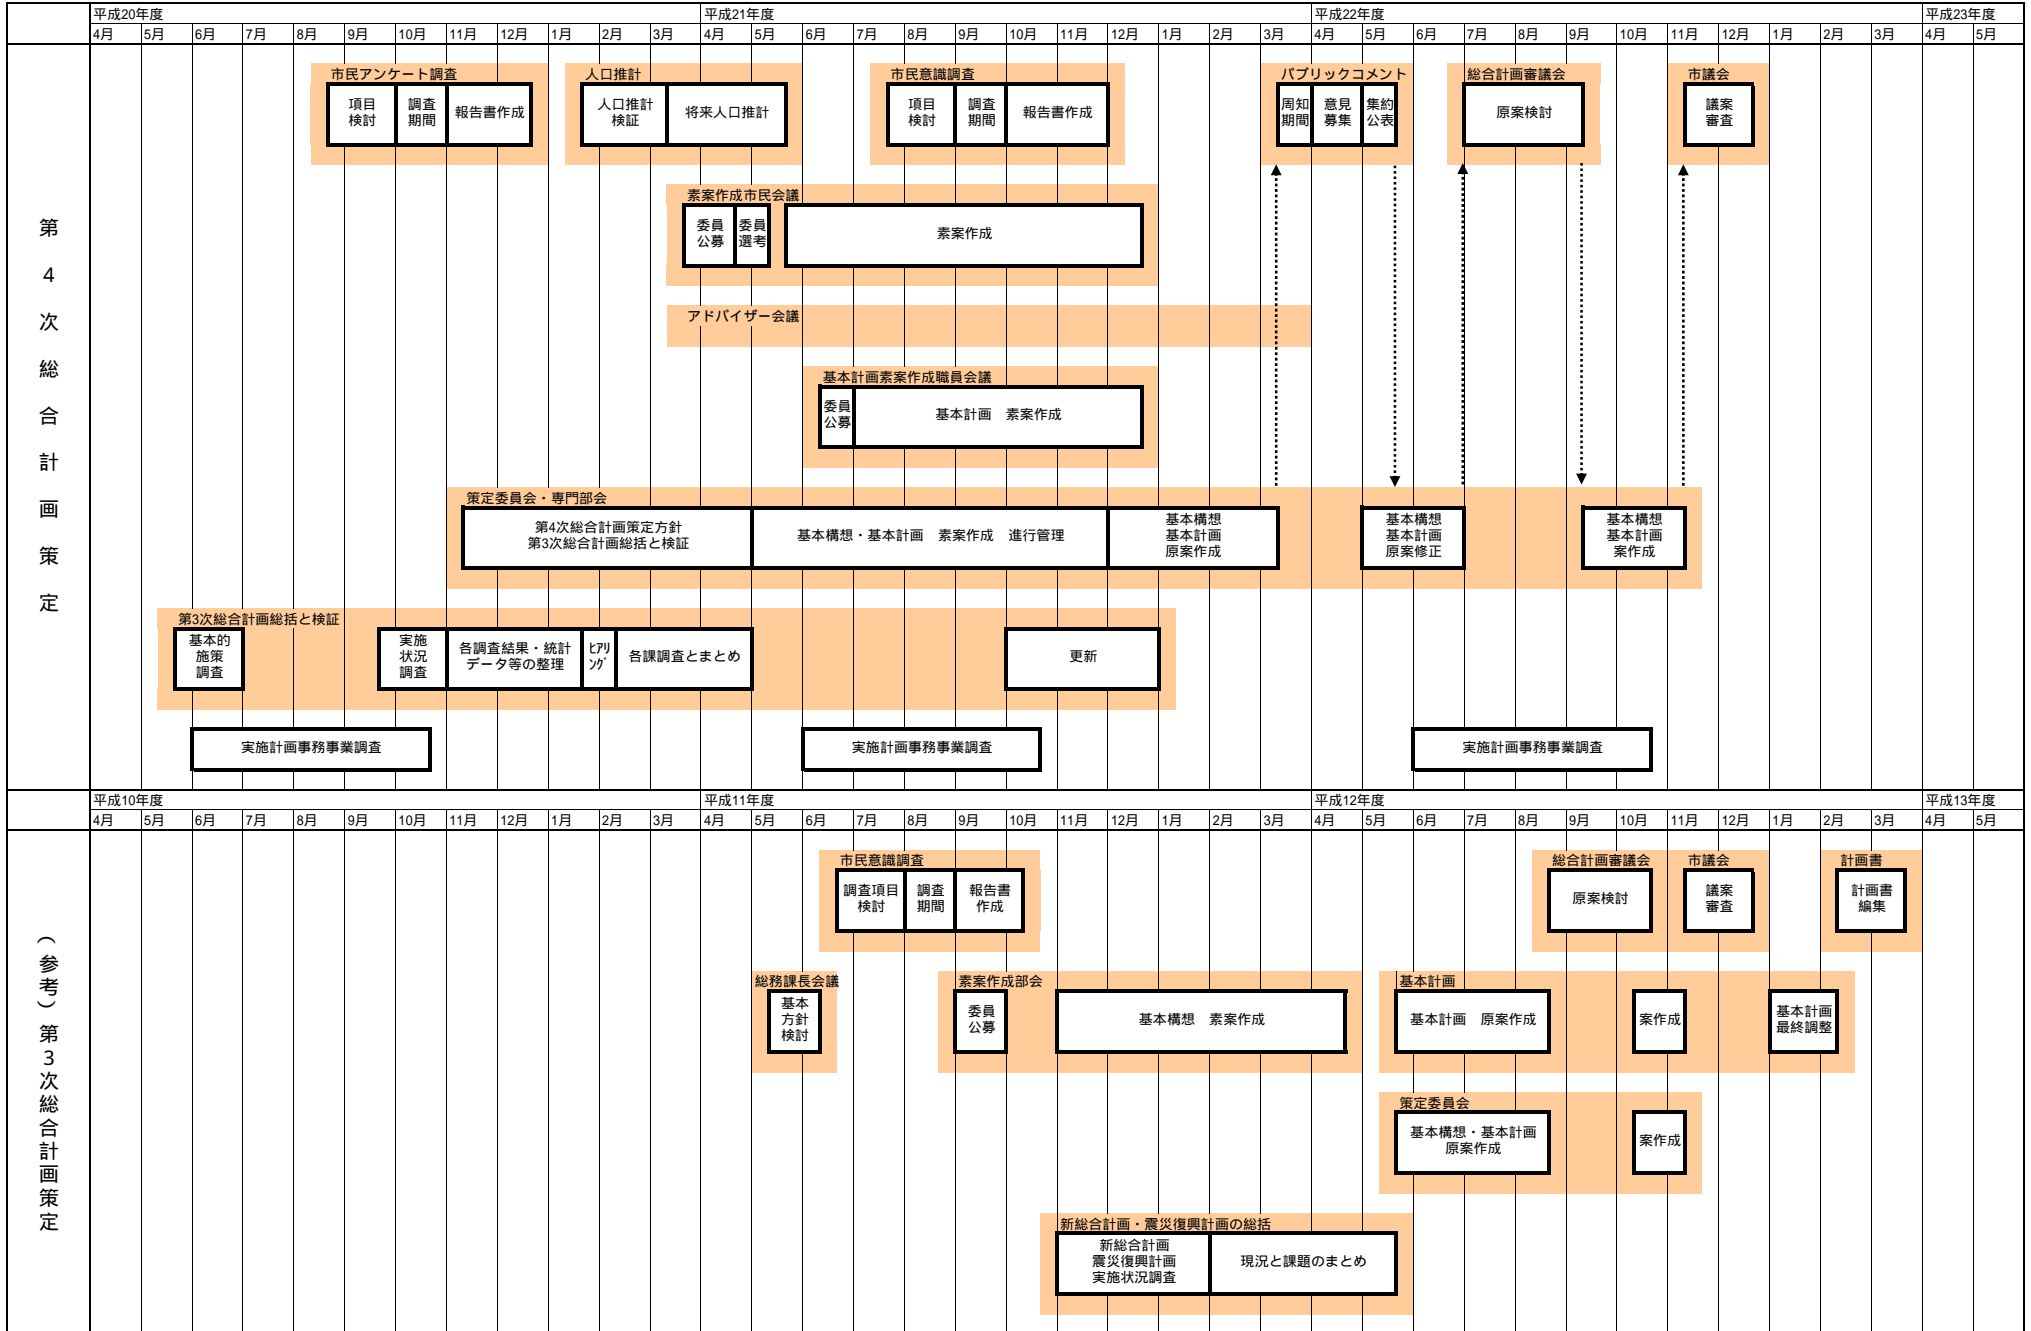 平成20年度 平成21年度 平成22年度 平成23年度
4月 5月 6月 7月 8月 9月 10月 11月 12月 1月 2月 3月 4月 5月 6月 7月 8月 9月 10月 11月 12月 1月 2月 3月 4月 5月 6月 7月 8月 9月 10月 11月 12月 1月 2月 3月 4月 5月
第4次総合計画策定
市民アンケート調査
項目
検討
調査
期間
報告書作成
人口推計
人口推計
検証
将来人口推計
市民意識調査
項目
検討
調査
期間
報告書作成
パブリックコメント
周知
期間
意見
募集
集約
公表
総合計画審議会
原案検討
市議会
議案
審査
素案作成市民会議
委員
公募
委員
選考
素案作成
アドバイザー会議
基本計画素案作成職員会議
委員
公募
基本計画 素案作成
策定委員会・専門部会
第4次総合計画策定方針
第3次総合計画総括と検証
基本構想・基本計画 素案作成 進行管理
基本構想
基本計画
原案作成
基本構想
基本計画
原案修正
基本構想
基本計画
案作成
第3次総合計画総括と検証
基本的
施策
調査
実施
状況
調査
各調査結果・統計
データ等の整理
ﾋｱﾘ
ﾝｸﾞ
各課調査とまとめ
更新
実施計画事務事業調査
実施計画事務事業調査
実施計画事務事業調査
平成10年度 平成11年度 平成12年度 平成13年度
4月 5月 6月 7月 8月 9月 10月 11月 12月 1月 2月 3月 4月 5月 6月 7月 8月 9月 10月 11月 12月 1月 2月 3月 4月 5月 6月 7月 8月 9月 10月 11月 12月 1月 2月 3月 4月 5月
（参考）第3次総合計画策定
市民意識調査
調査項目
検討
調査
期間
報告書
作成
総合計画審議会
原案検討
市議会
議案
審査
計画書
計画書
編集
総務課長会議
基本
方針
検討
素案作成部会
委員
公募
基本構想 素案作成
基本計画
基本計画 原案作成
案作成
基本計画
最終調整
策定委員会
基本構想・基本計画
原案作成
案作成
新総合計画・震災復興計画の総括
新総合計画
震災復興計画
実施状況調査
現況と課題のまとめ